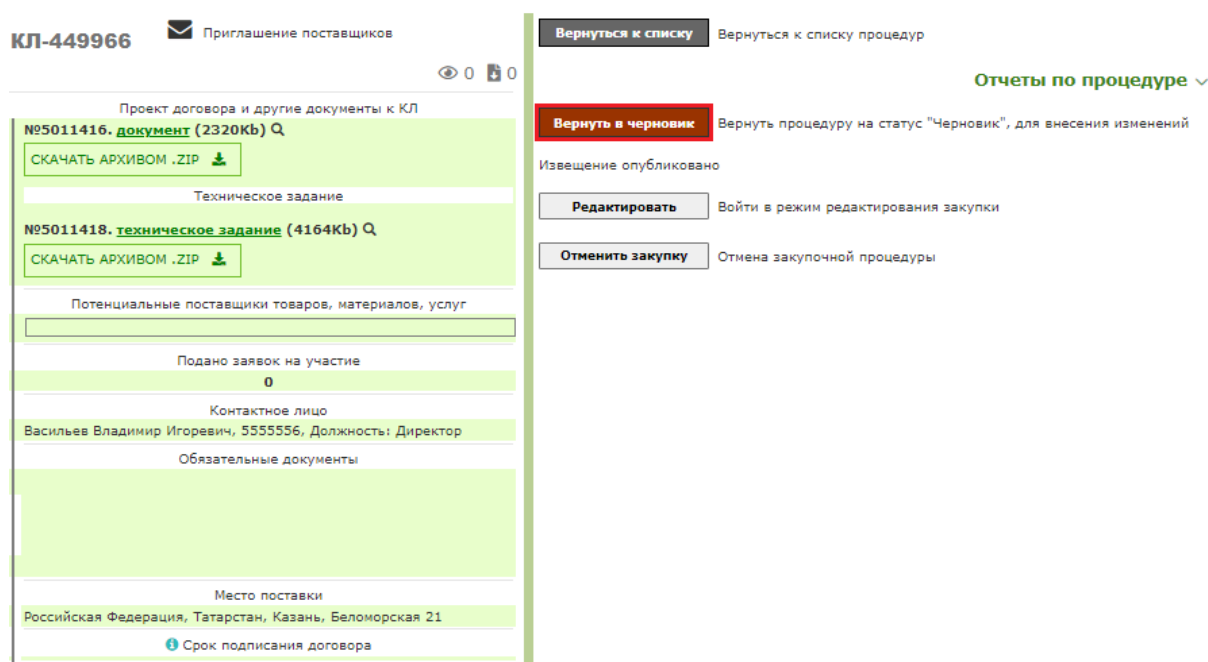 КЛ-449966
Приглашение поставщиков
0 0
Проект договора и другие документы к КЛ
№5011416. документ (2320Kb)
СКАЧАТЬ АРХИВОМ .ZIP
Техническое задание
№5011418. техническое задание (4164Kb)
СКАЧАТЬ АРХИВОМ .ZIP
Потенциальные поставщики товаров, материалов, услуг
Подано заявок на участие
0
Контактное лицо
Васильев Владимир Игоревич, 5555556, Должность: Директор
Обязательные документы
Место поставки
Российская Федерация, Татарстан, Казань, Беломорская 21
Срок подписания договора
Вернуться к списку Вернуться к списку процедур
Отчеты по процедуре
Вернуть в черновик Вернуть процедуру на статус "Черновик", для внесения изменений
Извещение опубликовано
Редактировать Войти в режим редактирования закупки
Отменить закупку Отмена закупочной процедуры